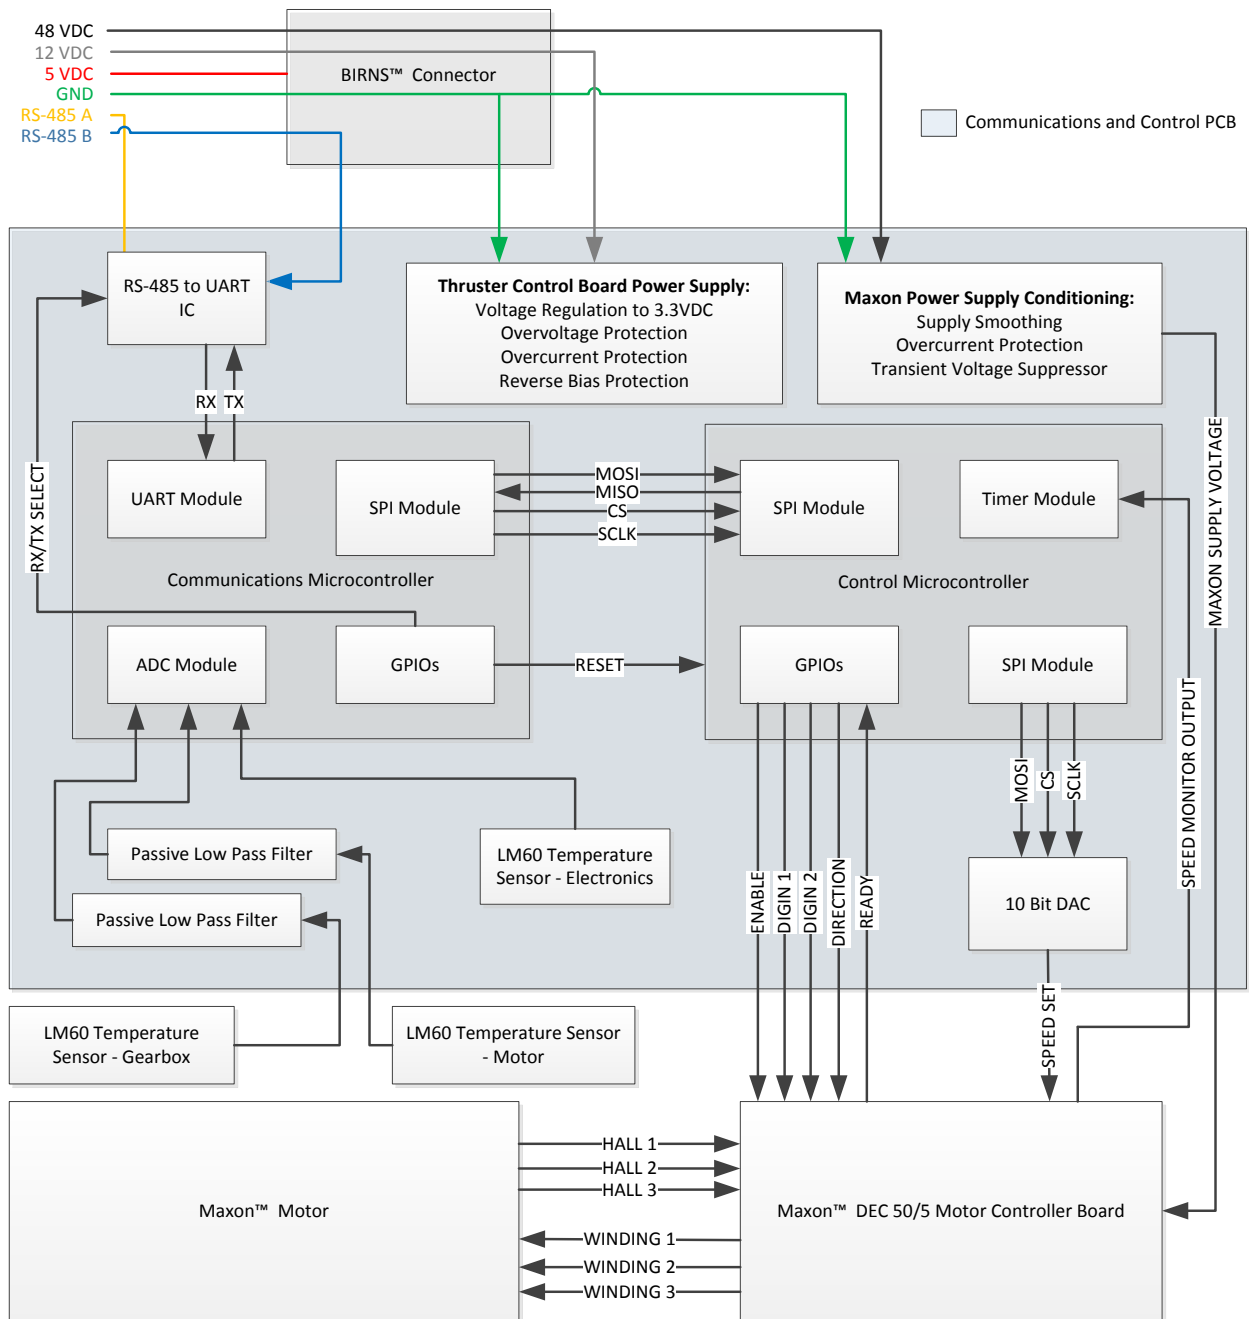 48 VDC
12 VDC
5 VDC
GND
RS-485 A
RS-485 B
BIRNS™ Connector
Communications and Control PCB
RS-485 to UART
IC
Thruster Control Board Power Supply:
Voltage Regulation to 3.3VDC
Overvoltage Protection
Overcurrent Protection
Reverse Bias Protection
Maxon Power Supply Conditioning:
Supply Smoothing
Overcurrent Protection
Transient Voltage Suppressor
RX
TX
RX/TX SELECT
UART Module
SPI Module
MOSI
MISO
CS
SCLK
SPI Module
Timer Module
MAXON SUPPLY VOLTAGE
Communications Microcontroller
Control Microcontroller
ADC Module
GPIOs
RESET
GPIOs
SPI Module
SPEED MONITOR OUTPUT
MOSI
CS
SCLK
Passive Low Pass Filter
LM60 Temperature
Sensor - Electronics
Passive Low Pass Filter
ENABLE
DIGIN 1
DIGIN 2
DIRECTION
READY
10 Bit DAC
SPEED SET
LM60 Temperature
Sensor - Gearbox
LM60 Temperature Sensor
- Motor
HALL 1
HALL 2
HALL 3
Maxon™ Motor
Maxon™ DEC 50/5 Motor Controller Board
WINDING 1
WINDING 2
WINDING 3